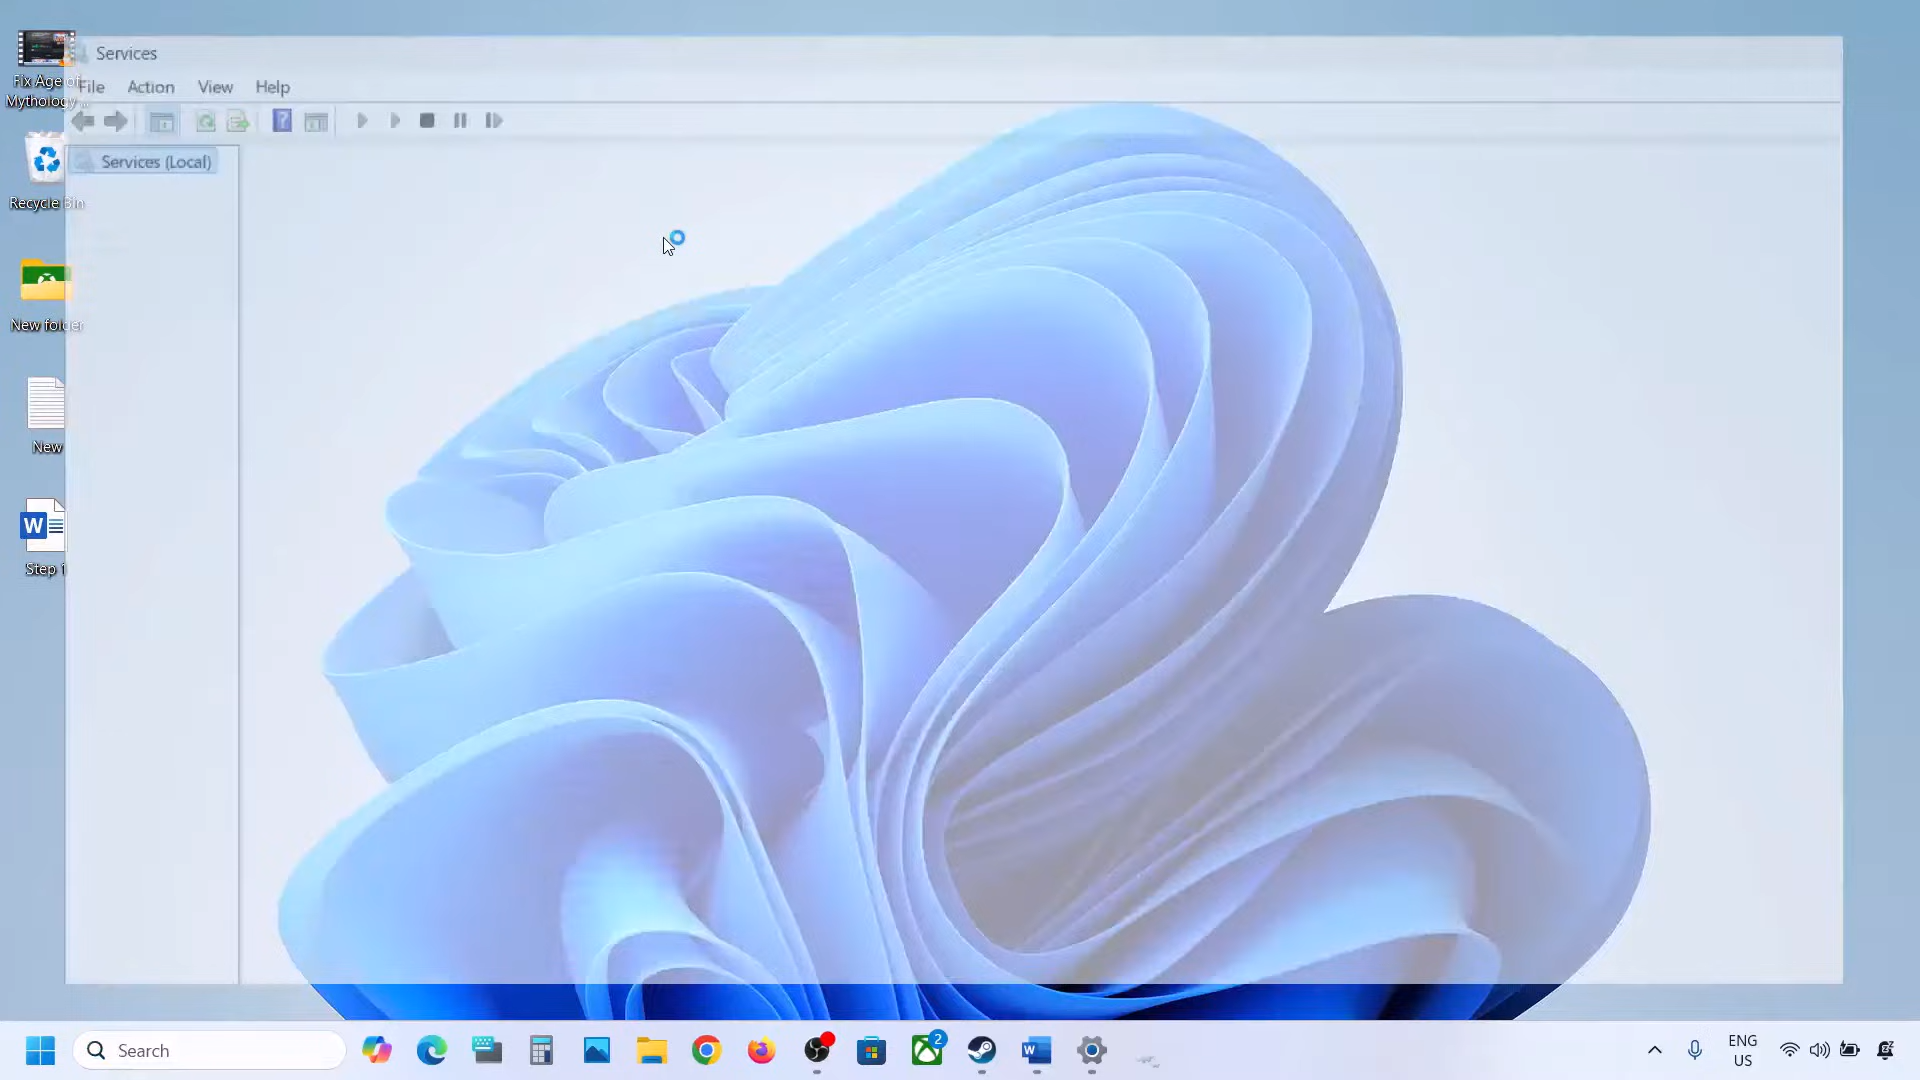 Services
File Action View Help
Services (Local)
Fix Age of
Mythology ...
Recycle Bin
New folder
New
Step 1
Search
2
ENG
US